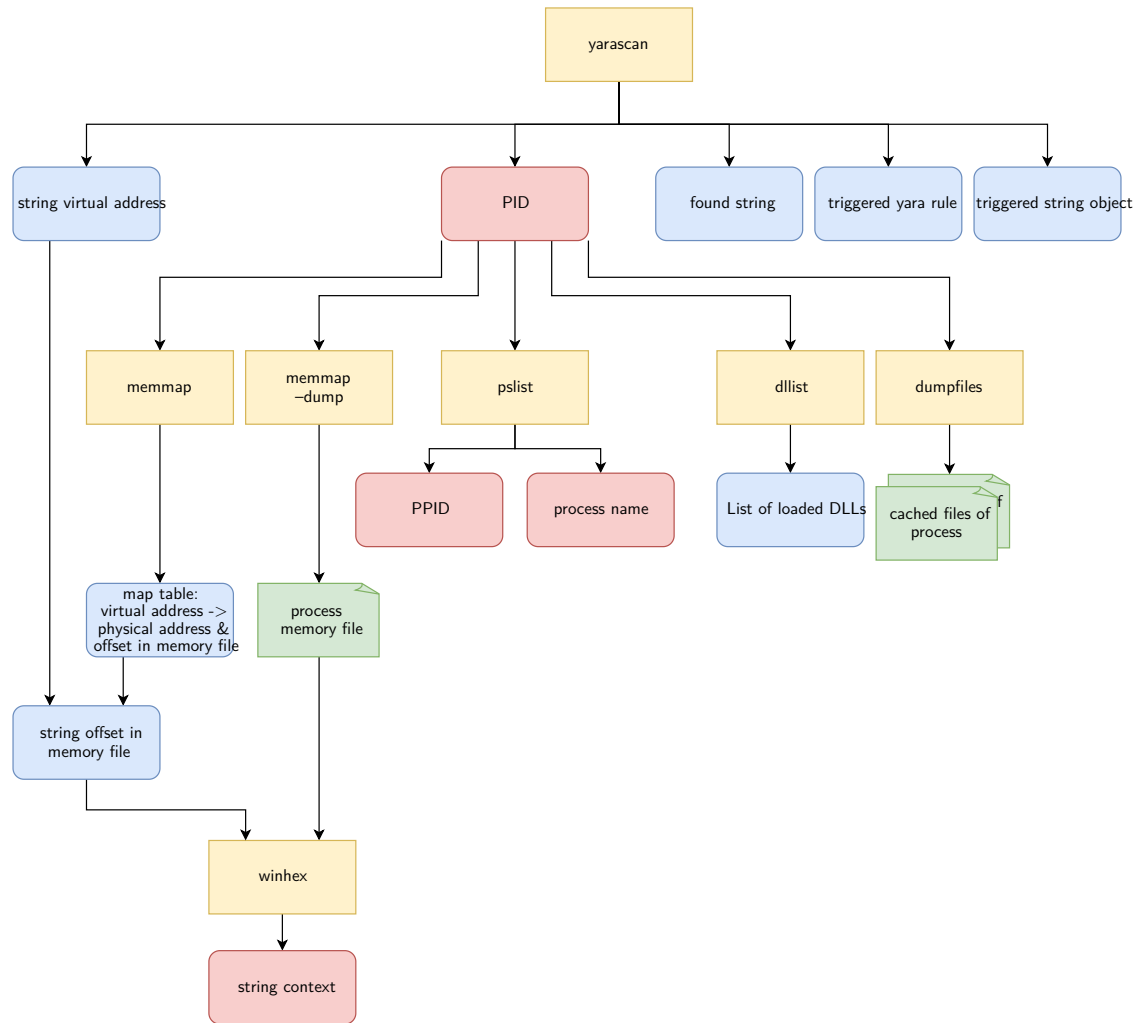 yarascan
string virtual address
PID
found string
triggered yara rule
triggered string object
memmap
memmap
–dump
pslist
dllist
dumpfiles
PPID
process name
List of loaded DLLs
f
cached files of
process
map table:
virtual address ->
physical address &
offset in memory file
process
memory file
string offset in
memory file
winhex
string context